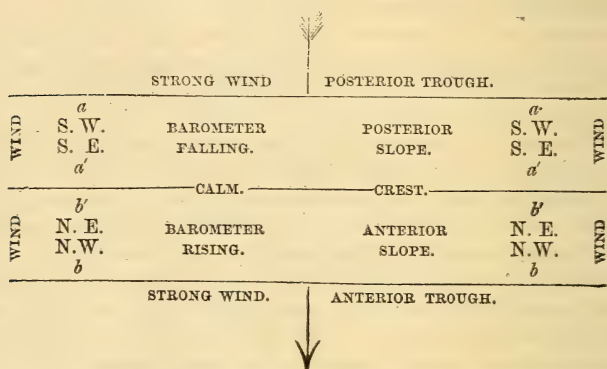 STRONG WIND POSTERIOR TROUGH.
a a
WIND S. W. BAROMETER POSTERIOR S. W. WIND
S. E. FALLING. SLOPE. S. E.
a' a'
CALM. CREST.
b' b'
WIND N. E. BAROMETER ANTERIOR N. E. WIND
N.W. RISING. SLOPE. N.W.
b b
STRONG WIND. ANTERIOR TROUGH.